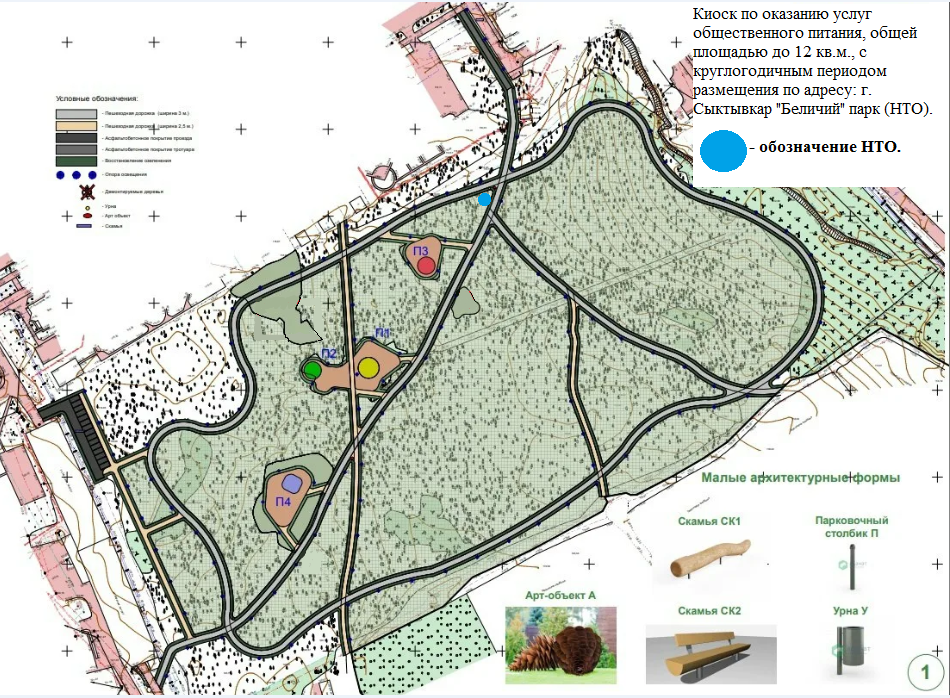 Киоск по оказанию услуг
общественного питания, общей
площадью до 12 кв.м., с
круглогодичным периодом
размещения по адресу: г.
Сыктывкар "Беличий" парк (НТО).
- обозначение НТО.
Условные обозначения:
- Пешеходная дорожка (ширина 3 м.)
- Пешеходная дорожка (ширина 2,5 м.)
- Асфальтобетонное покрытие проезда
- Асфальтобетонное покрытие тротуара
- Восстановление озеленения
- Опора освещения
- Демонтируемые деревья
- Урна
- Арт объект
- Скамья
П3
П1
П2
П4
Малые архитектурные формы
Скамья СК1
Парковочный
столбик П
Арт-объект А
Скамья СК2
Урна У
1